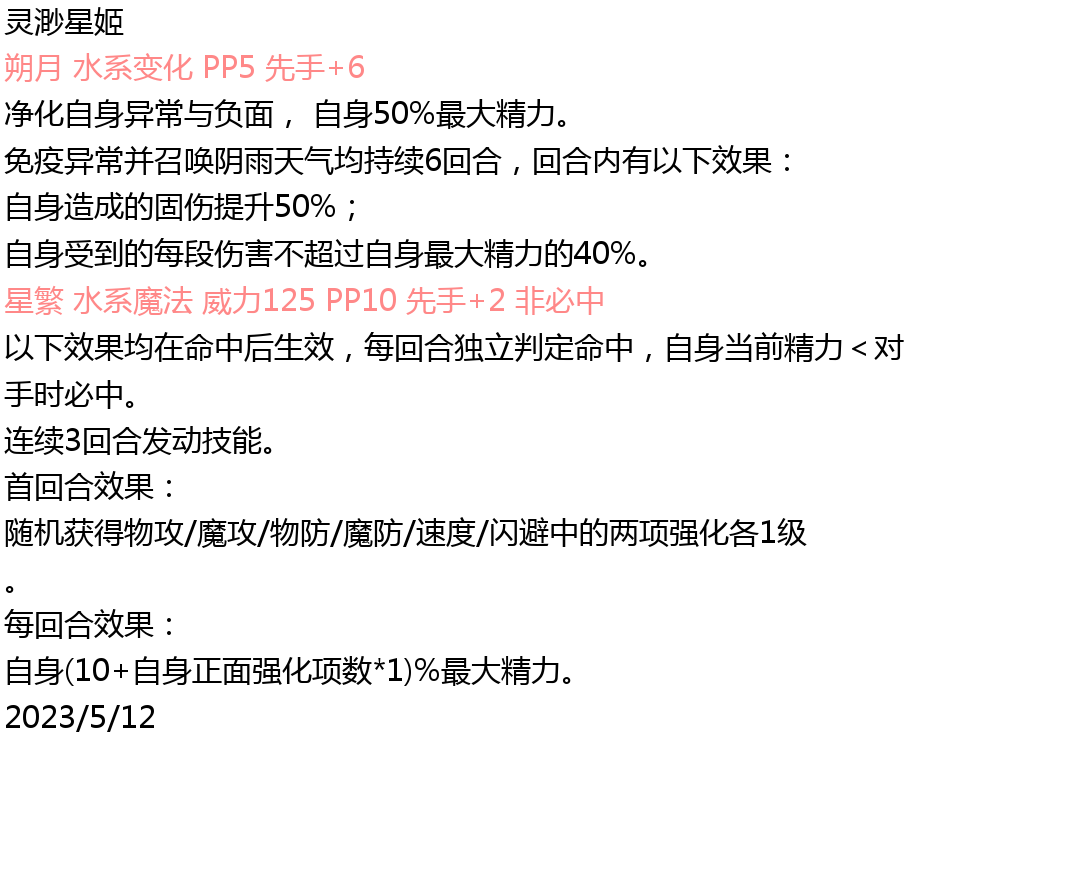 灵渺星姬
朔月 水系变化 PP5 先手+6
净化自身异常与负面， 自身50%最大精力。
免疫异常并召唤阴雨天气均持续6回合，回合内有以下效果：
自身造成的固伤提升50%；
自身受到的每段伤害不超过自身最大精力的40%。
星繁 水系魔法 威力125 PP10 先手+2 非必中
以下效果均在命中后生效，每回合独立判定命中，自身当前精力＜对
手时必中。
连续3回合发动技能。
首回合效果：
随机获得物攻/魔攻/物防/魔防/速度/闪避中的两项强化各1级
。
每回合效果：
自身(10+自身正面强化项数*1)%最大精力。
2023/5/12